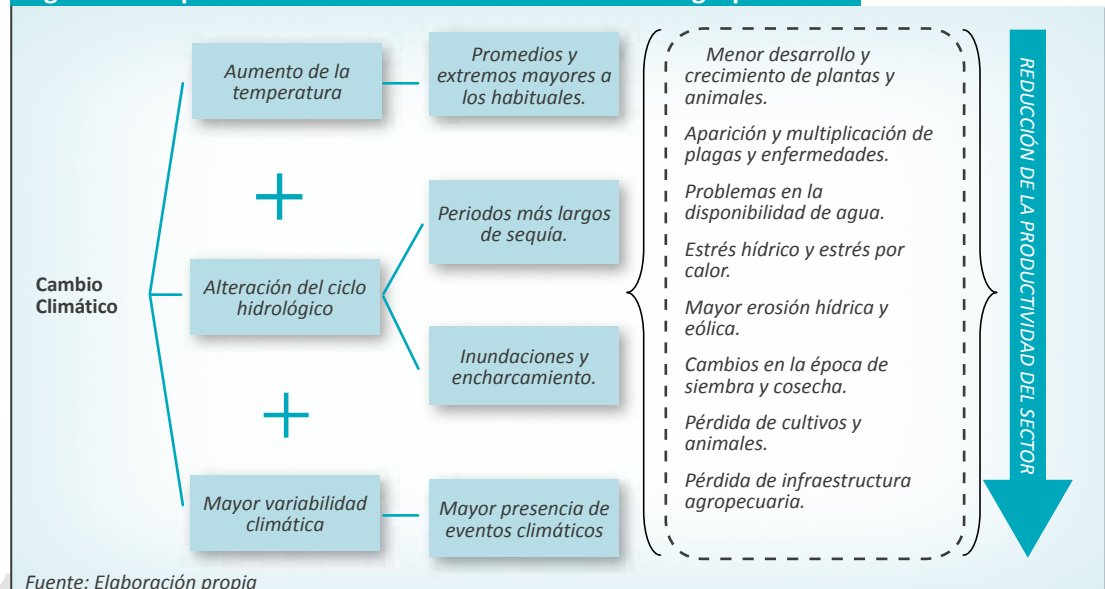 Cambio
Climático
Aumento de la
temperatura
Alteración del ciclo
hidrológico
Mayor variabilidad
climática
Promedios y
extremos mayores a
los habituales.
Periodos más largos
de sequía.
Inundaciones y
encharcamiento.
Mayor presencia de
eventos climáticos
Menor desarrollo y
crecimiento de plantas y
animales.
Aparición y multiplicación de
plagas y enfermedades.
Problemas en la
disponibilidad de agua.
Estrés hídrico y estrés por
calor.
Mayor erosión hídrica y
eólica.
Cambios en la época de
siembra y cosecha.
Pérdida de cultivos y
animales.
Pérdida de infraestructura
agropecuaria.
REDUCCIÓN DE LA PRODUCTIVIDAD DEL SECTOR
Fuente: Elaboración propia